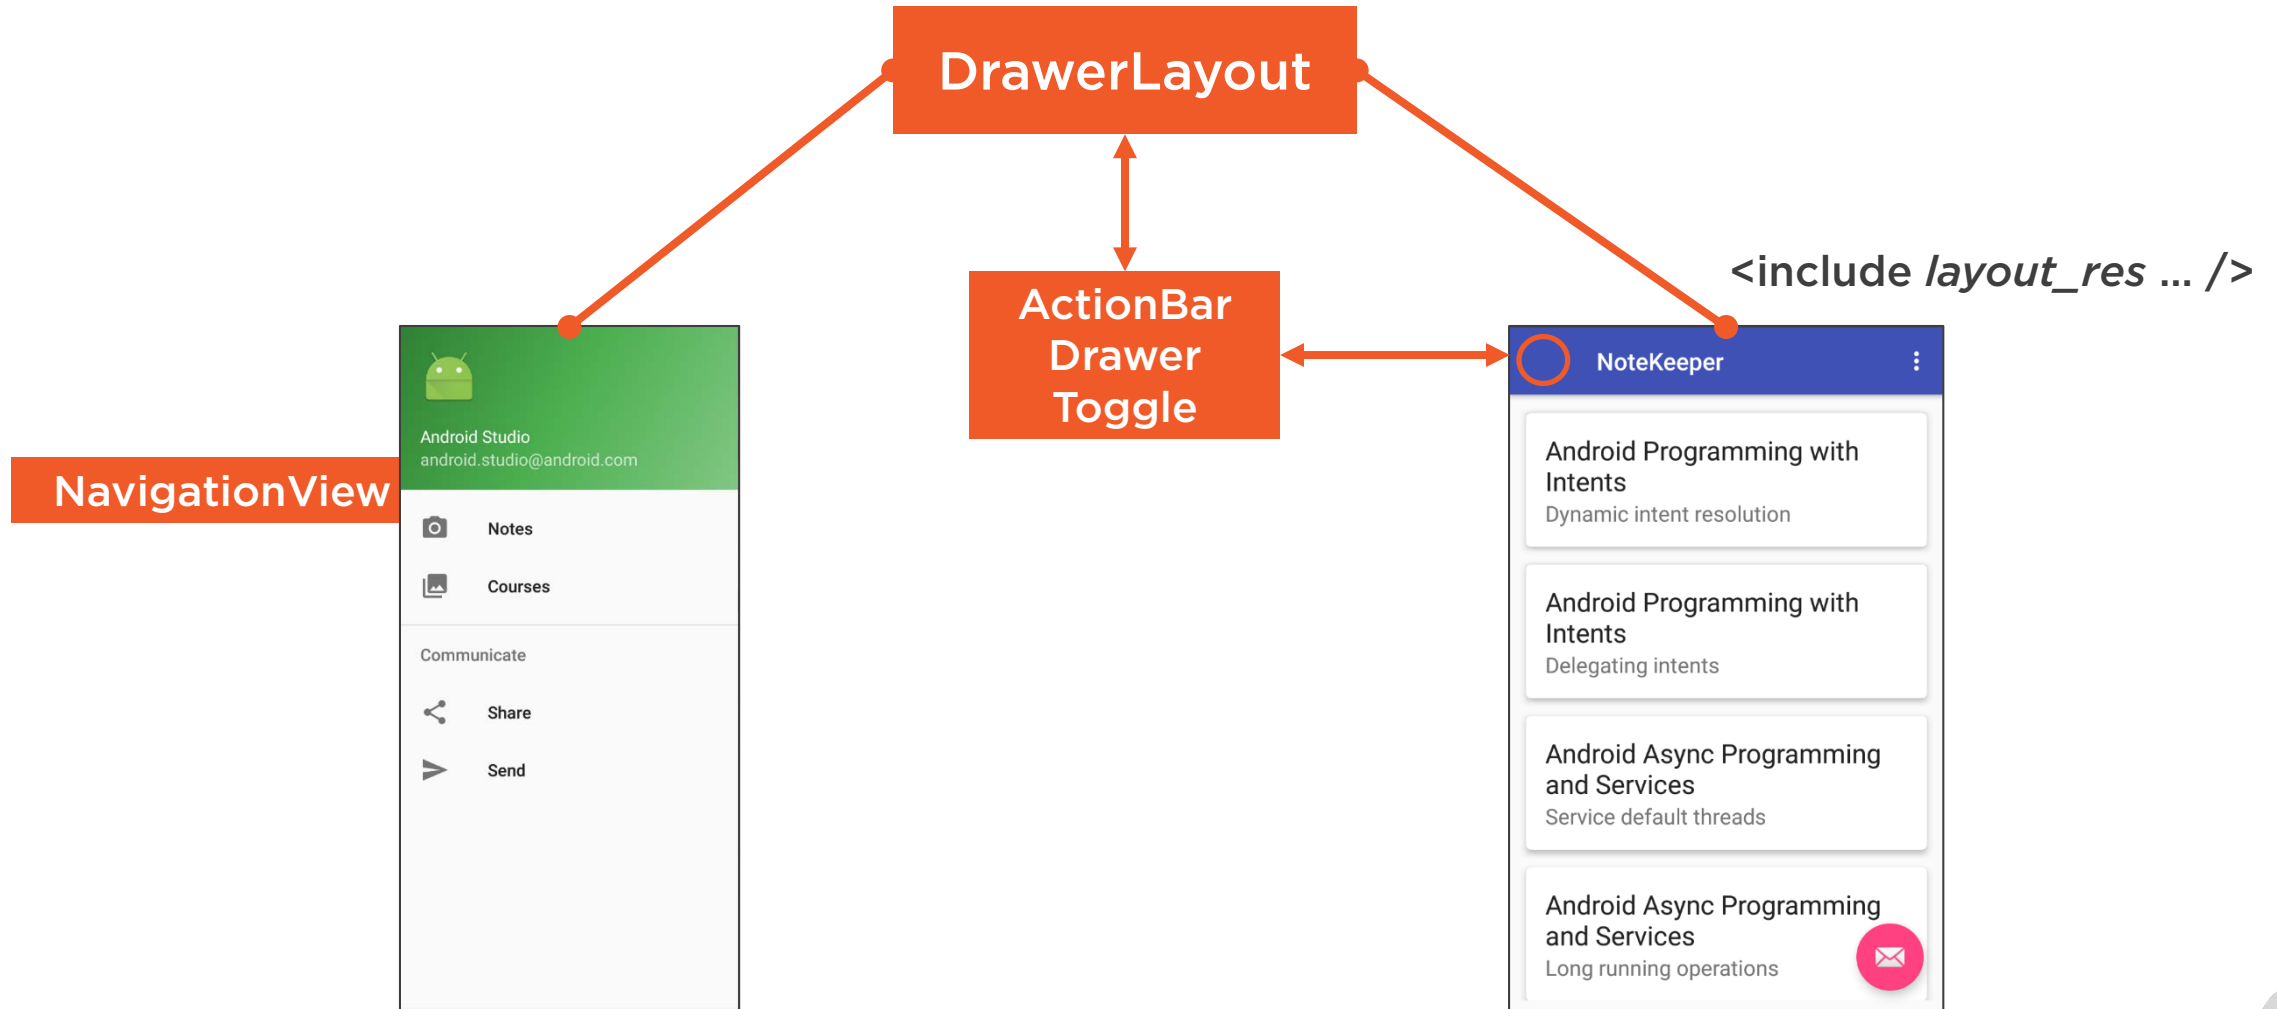 DrawerLayout
<include layout_res ... />
ActionBar
Drawer
Toggle
NavigationView
Android Studio
android.studio@android.com
Notes
Courses
Communicate
Share
Send
NoteKeeper
Android Programming with
Intents
Dynamic intent resolution
Android Programming with
Intents
Delegating intents
Android Async Programming
and Services
Service default threads
Android Async Programming
and Services
Long running operations